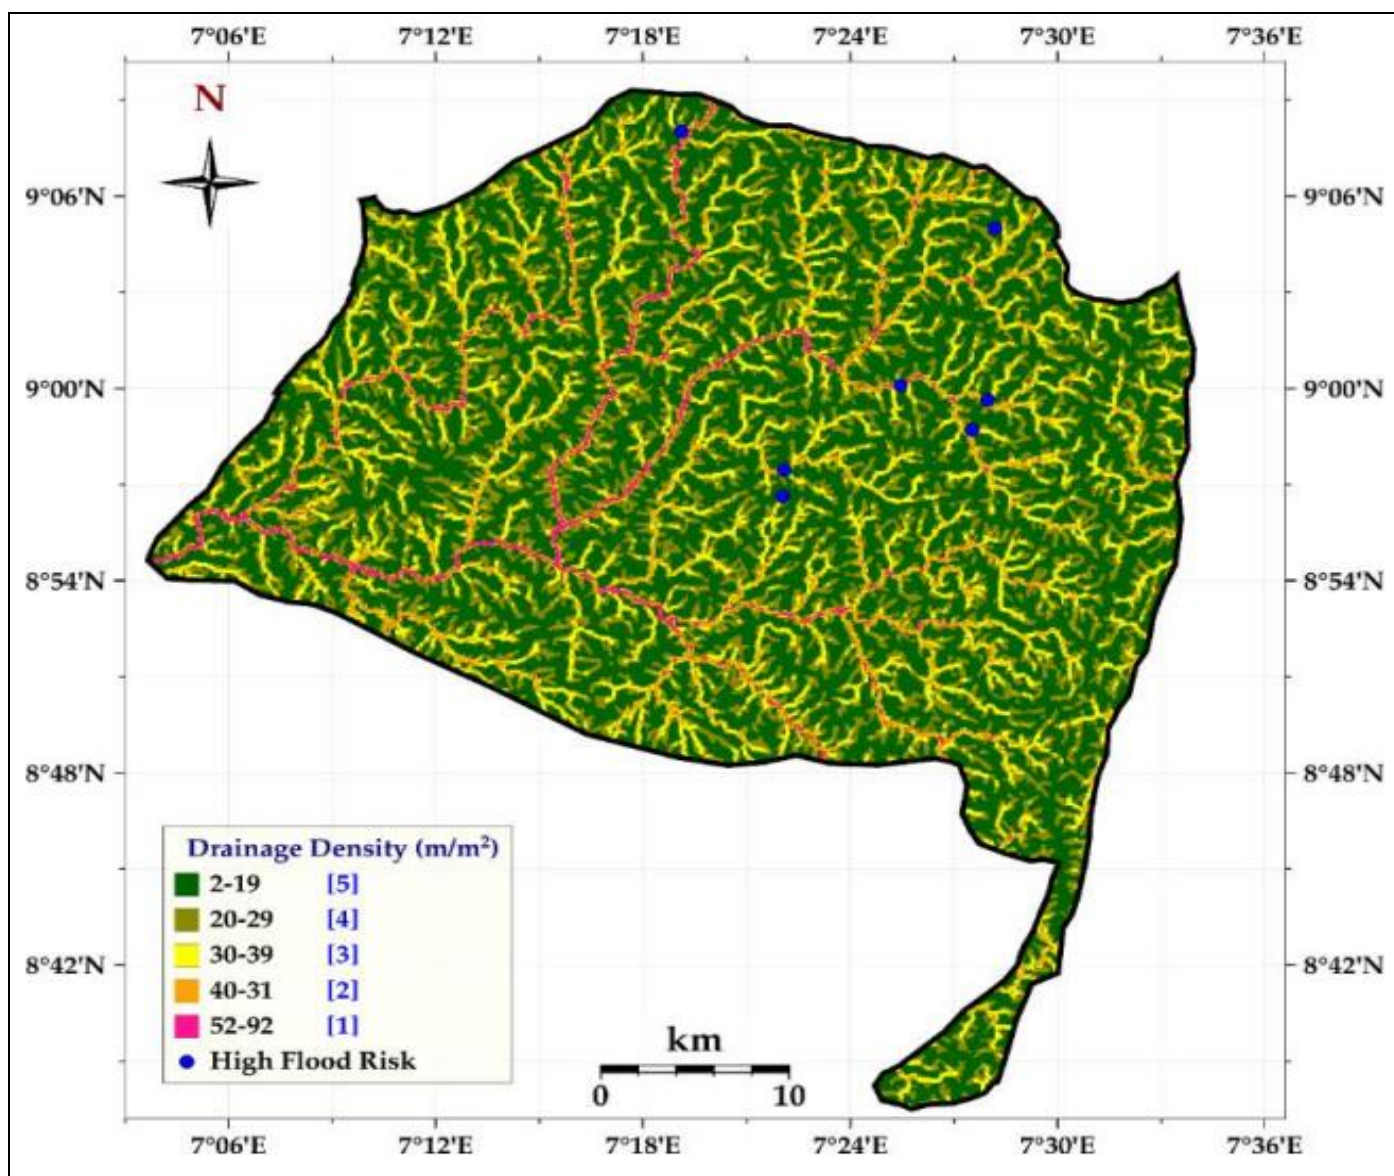 7°06'E 7°12'E 7°18'E 7°24'E 7°30'E 7°36'E
N
9°06'N 9°06'N
9°00'N 9°00'N
8°54'N 8°54'N
8°48'N 8°48'N
Drainage Density (m/m²)
2-19 [5]
20-29 [4]
30-39 [3]
40-31 [2]
52-92 [1]
High Flood Risk
8°42'N 8°42'N
km
0 10
7°06'E 7°12'E 7°18'E 7°24'E 7°30'E 7°36'E